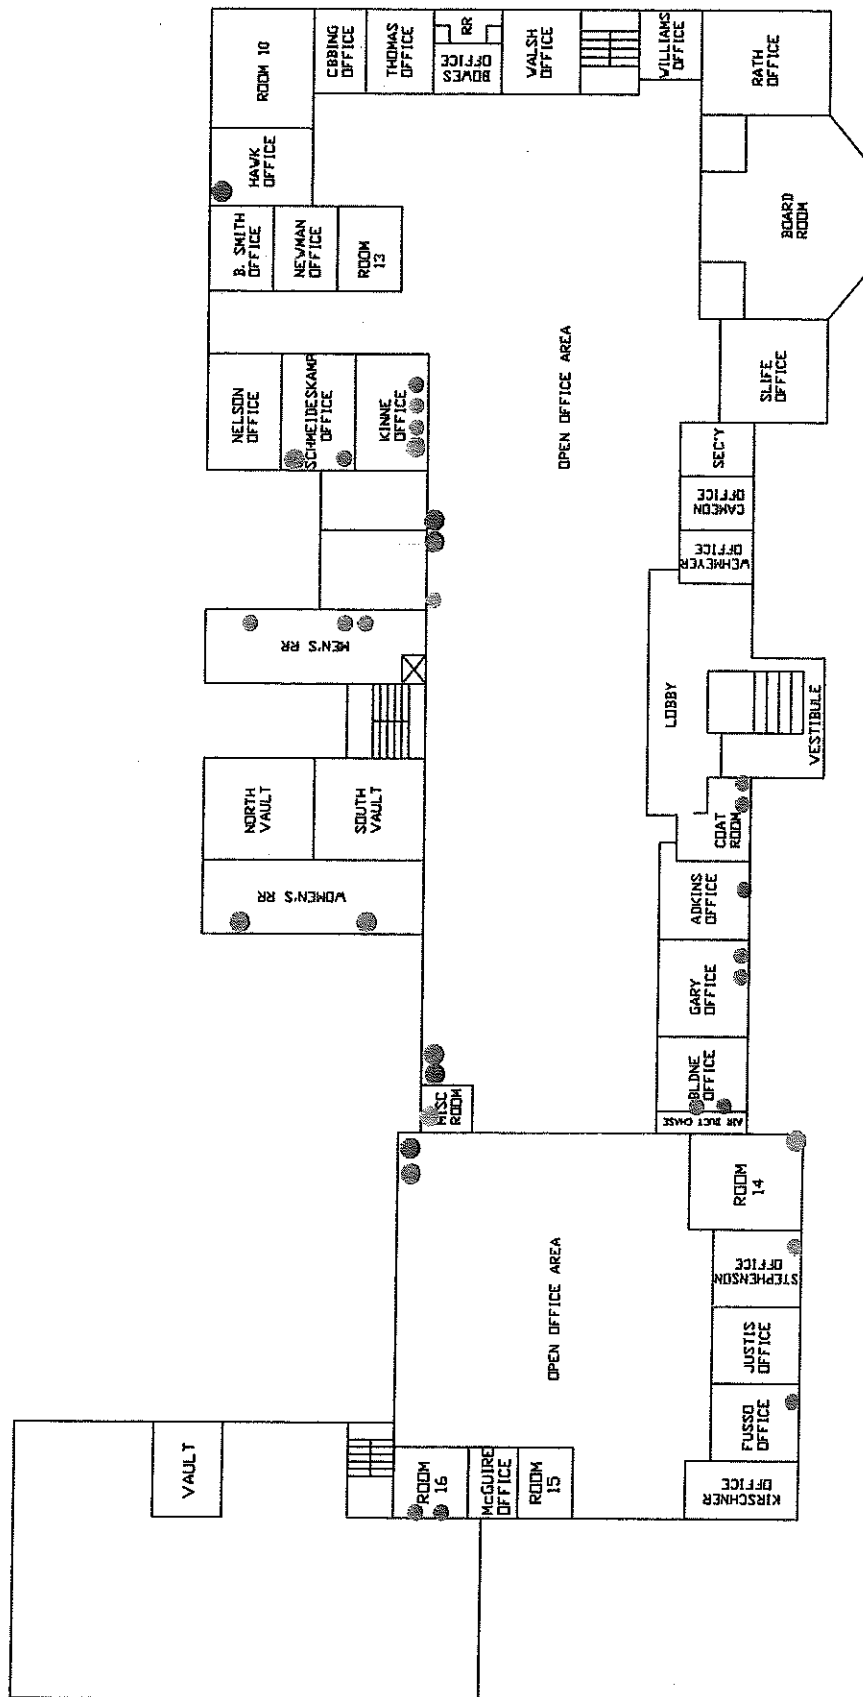 ROOM 10
CBBING
OFFICE
THOMAS
OFFICE
RR
BOWES
OFFICE
WALSH
OFFICE
WILLIAMS
OFFICE
RATH
OFFICE
HAWK
OFFICE
B. SMITH
OFFICE
NEWMAN
OFFICE
ROOM
13
BOARD
ROOM
NELSON
OFFICE
SCHMEIDESKAMP
OFFICE
KINNE
OFFICE
OPEN OFFICE AREA
SLIFE
OFFICE
SEC'Y
CAMEON
OFFICE
WEHMEYER
OFFICE
MEN'S RR
LOBBY
VESTIBULE
NORTH
VAULT
SOUTH
VAULT
COAT
ROOM
WOMEN'S RR
ADKINS
OFFICE
GARY
OFFICE
BLDNE
OFFICE
MISC
ROOM
AIR DUCT CHASE
ROOM
14
OPEN OFFICE AREA
STEPHENSON
OFFICE
JUSTIS
OFFICE
FUSSO
OFFICE
KIRSCHNER
OFFICE
VAULT
ROOM
16
McGUIRE
OFFICE
ROOM
15